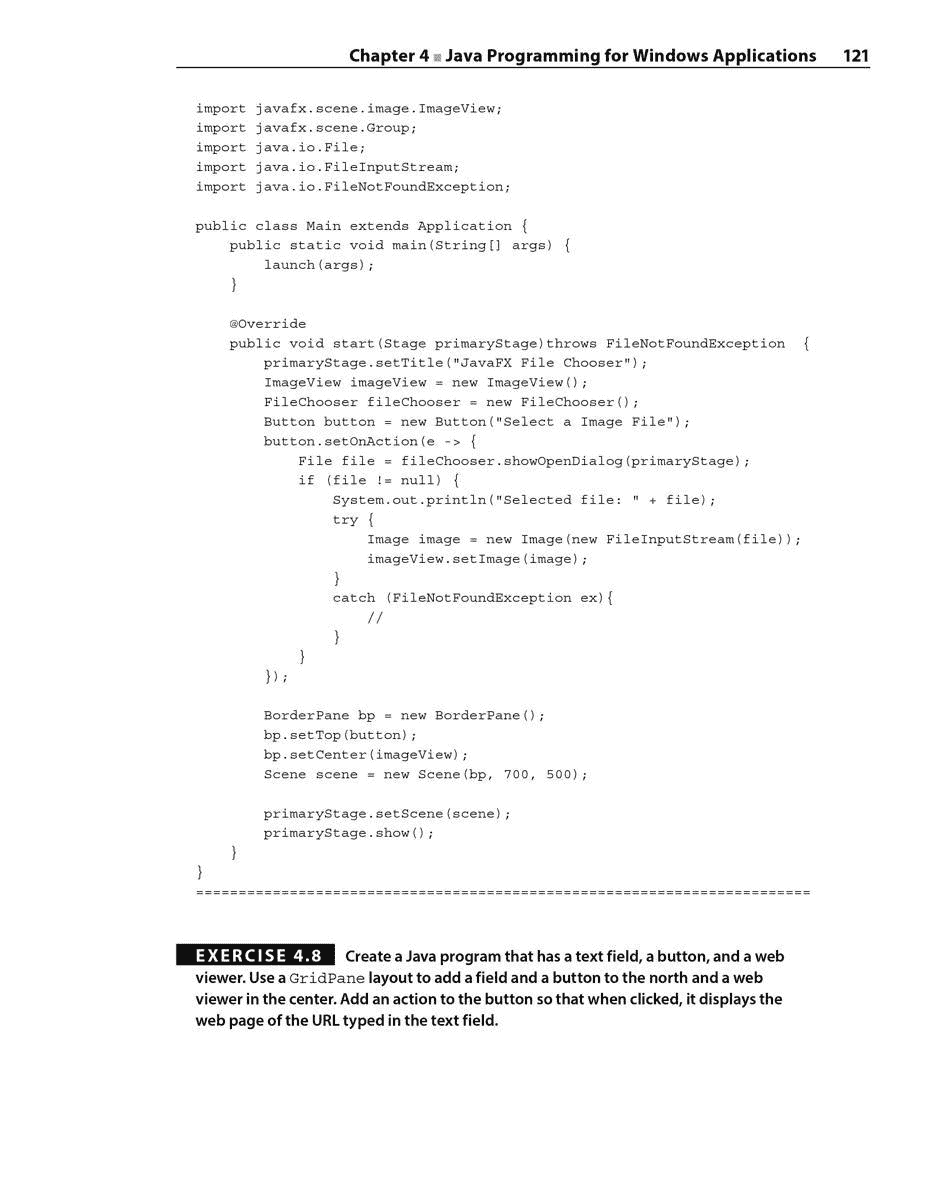 Chapter 4 ■ Java Programming for Windows Applications 121
import javafx.scene.image.ImageView;
import javafx.scene.Group;
import java.io.File;
import java.io.FileInputStream;
import java.io.FileNotFoundException;

public class Main extends Application {
    public static void main(String[] args) {
        launch(args);
    }

    @Override
    public void start(Stage primaryStage)throws FileNotFoundException  {
        primaryStage.setTitle("JavaFX File Chooser");
        ImageView imageView = new ImageView();
        FileChooser fileChooser = new FileChooser();
        Button button = new Button("Select a Image File");
        button.setOnAction(e -> {
            File file = fileChooser.showOpenDialog(primaryStage);
            if (file != null) {
                System.out.println("Selected file: " + file);
                try {
                    Image image = new Image(new FileInputStream(file));
                    imageView.setImage(image);
                }
                catch (FileNotFoundException ex){
                    //
                }
            }
        });

        BorderPane bp = new BorderPane();
        bp.setTop(button);
        bp.setCenter(imageView);
        Scene scene = new Scene(bp, 700, 500);

        primaryStage.setScene(scene);
        primaryStage.show();
    }
}
========================================================================
EXERCISE 4.8 Create a Java program that has a text field, a button, and a web
viewer. Use a GridPane layout to add a field and a button to the north and a web
viewer in the center. Add an action to the button so that when clicked, it displays the
web page of the URL typed in the text field.